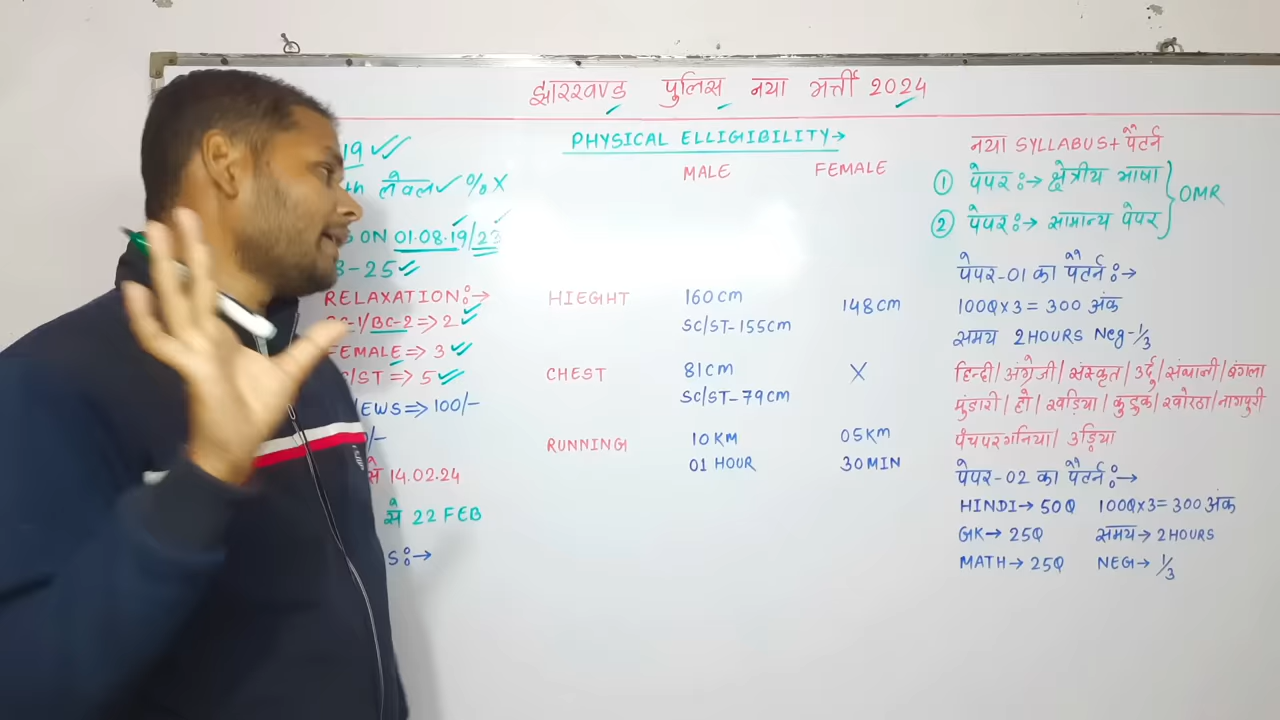 झारखण्ड पुलिस नया भर्ती 2024
19
th लेवल % X
ON 01.08.19/23
-25
RELAXATION:→
BC-1/BC-2 => 2
FEMALE => 3
/ST => 5
/EWS => 100/-
/-
से 14.02.24
से 22 FEB
S:→
PHYSICAL ELLIGIBILITY→
MALE FEMALE
HIEGHT 160cm 148cm
SC/ST-155cm
CHEST 81cm X
SC/ST-79cm
RUNNING 10KM 05KM
01 HOUR 30MIN
नया SYLLABUS+ पैटर्न
① पेपर:→ क्षेत्रीय भाषा
② पेपर:→ सामान्य पेपर
OMR
पेपर-01 का पैटर्न:→
100Q×3= 300 अंक
समय 2HOURS Neg-1/3
हिन्दी/अंग्रेजी/संस्कृत/उर्दू/संथाली/बंगला
मुंडारी/हो/खड़िया/कुडुक/खोरठा/नागपुरी
पंचपरगनिया/उड़िया
पेपर-02 का पैटर्न:→
HINDI→ 50Q 100Q×3= 300 अंक
GK→ 25Q समय→ 2HOURS
MATH→ 25Q NEG→ 1/3